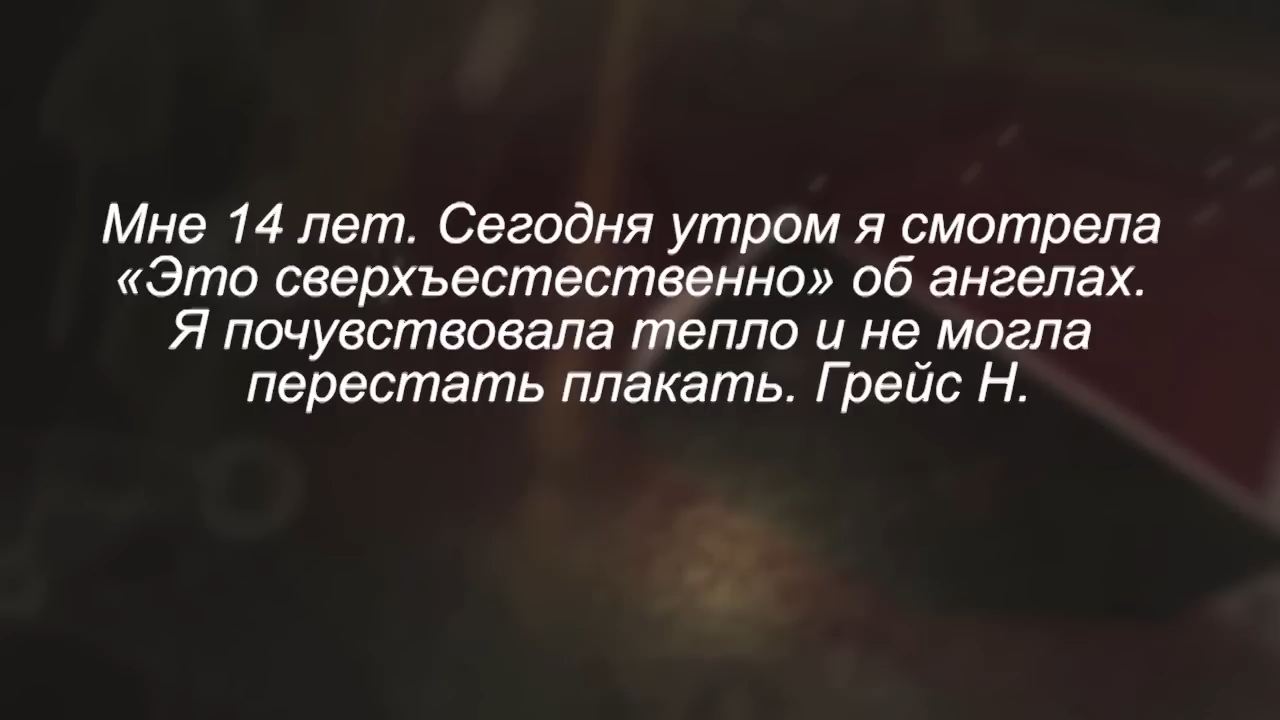 Мне 14 лет. Сегодня утром я смотрела
«Это сверхъестественно» об ангелах.
Я почувствовала тепло и не могла
перестать плакать. Грейс Н.